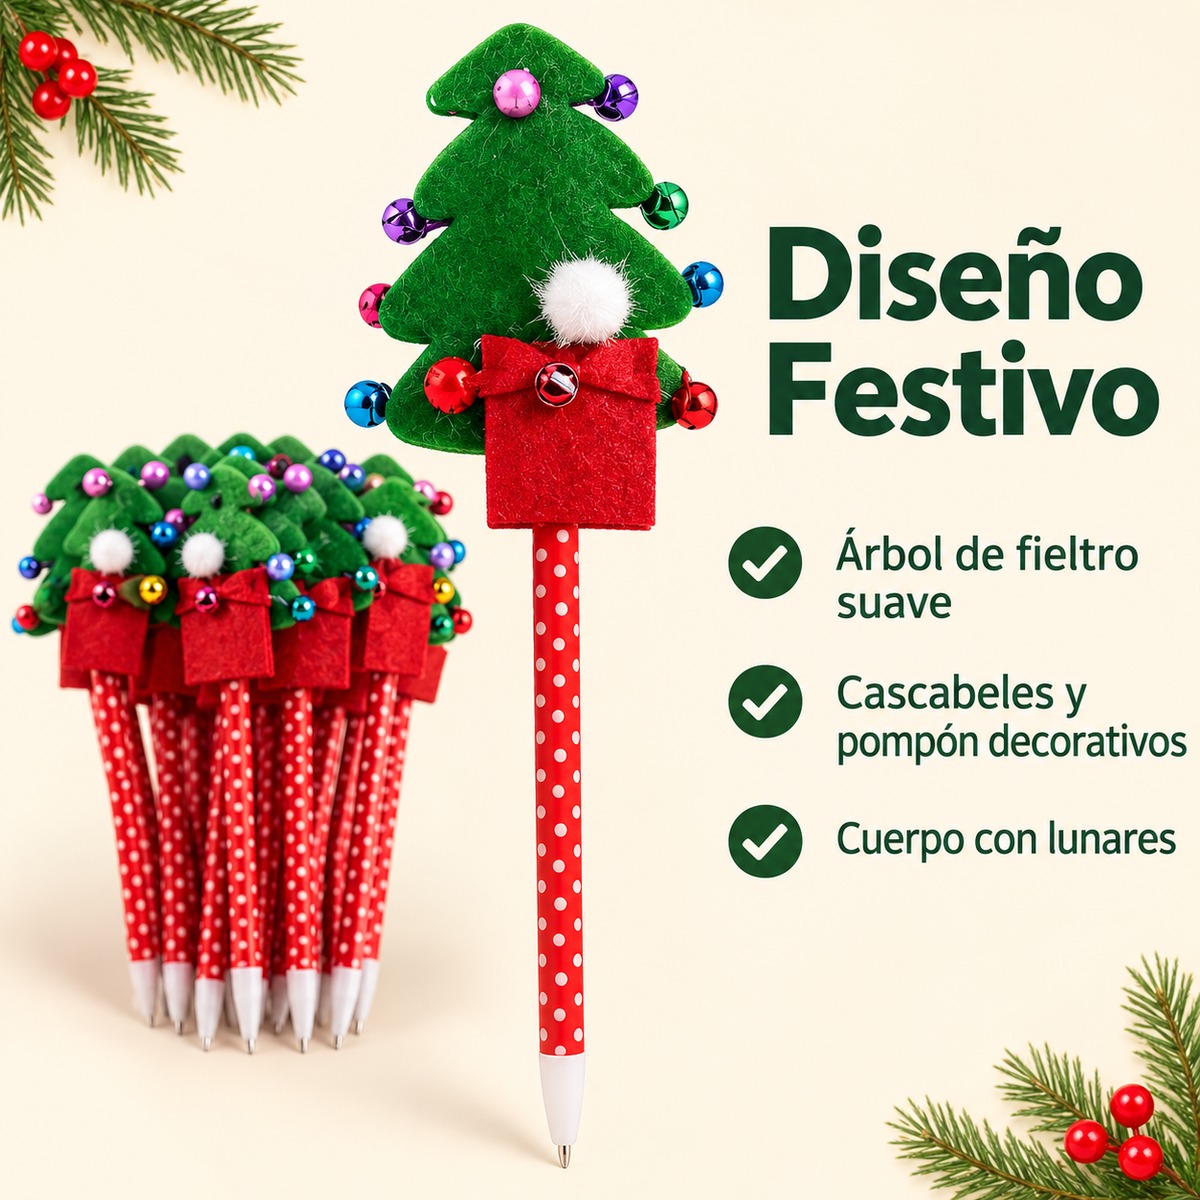 Diseño
Festivo
Árbol de fieltro
suave
Cascabeles y
pompón decorativos
Cuerpo con lunares